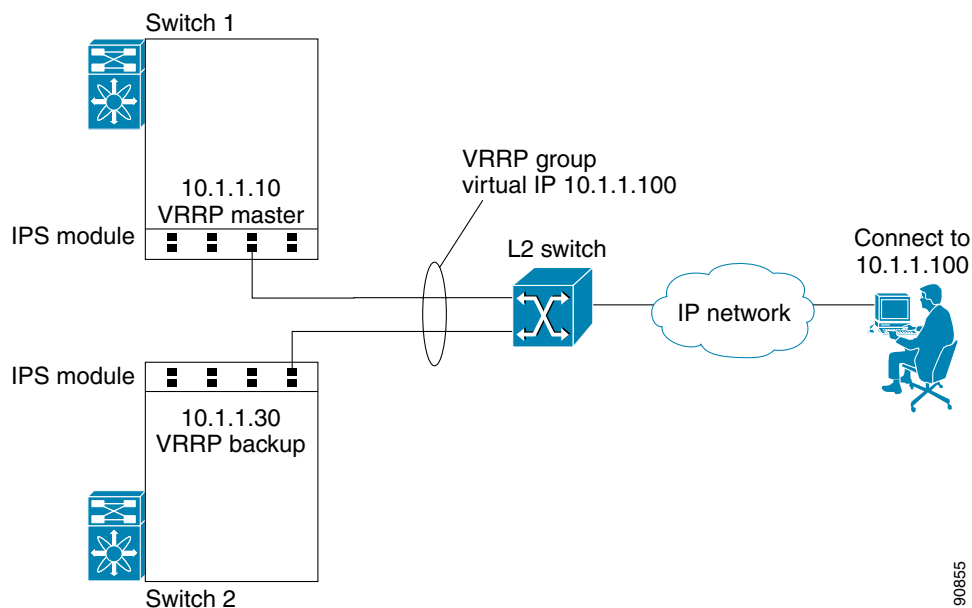 Switch 1
10.1.1.10
VRRP master
IPS module
VRRP group
virtual IP 10.1.1.100
L2 switch
IP network
Connect to
10.1.1.100
IPS module
10.1.1.30
VRRP backup
Switch 2
90855